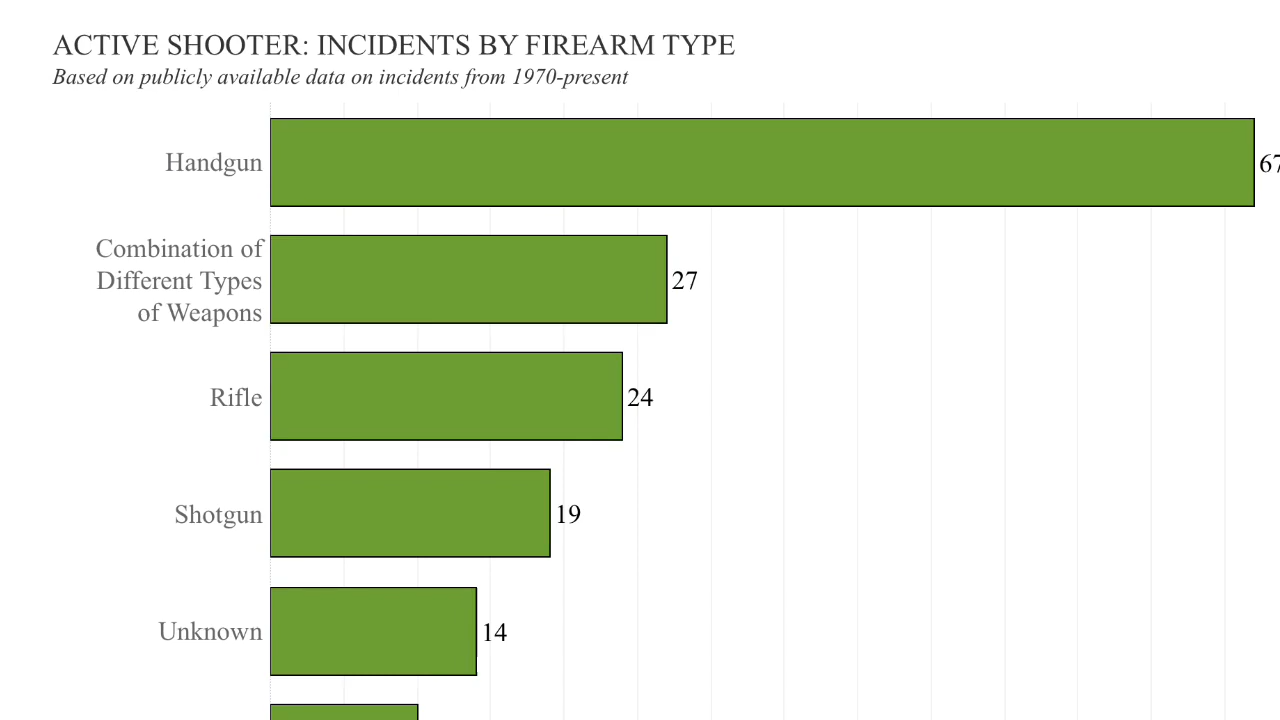 ACTIVE SHOOTER: INCIDENTS BY FIREARM TYPE
Based on publicly available data on incidents from 1970-present
Handgun
67
Combination of
Different Types
of Weapons
27
Rifle
24
Shotgun
19
Unknown
14